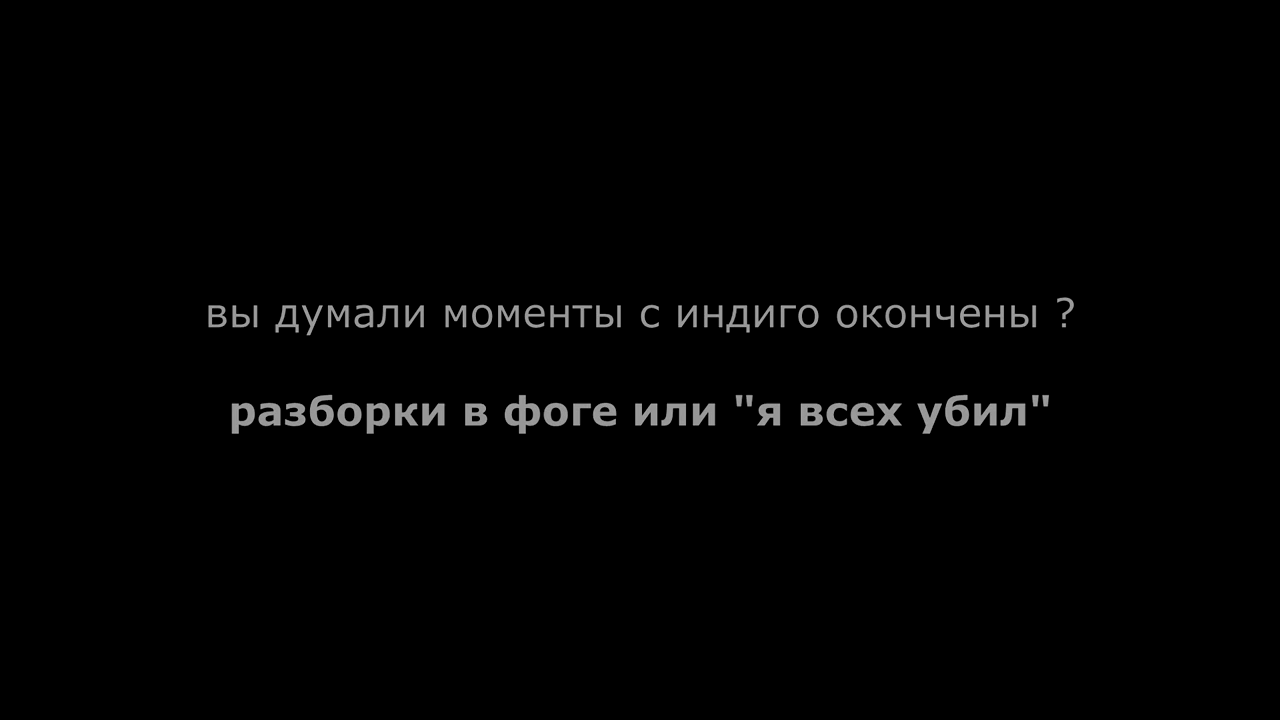 вы думали моменты с индиго окончены ?
разборки в фоге или "я всех убил"